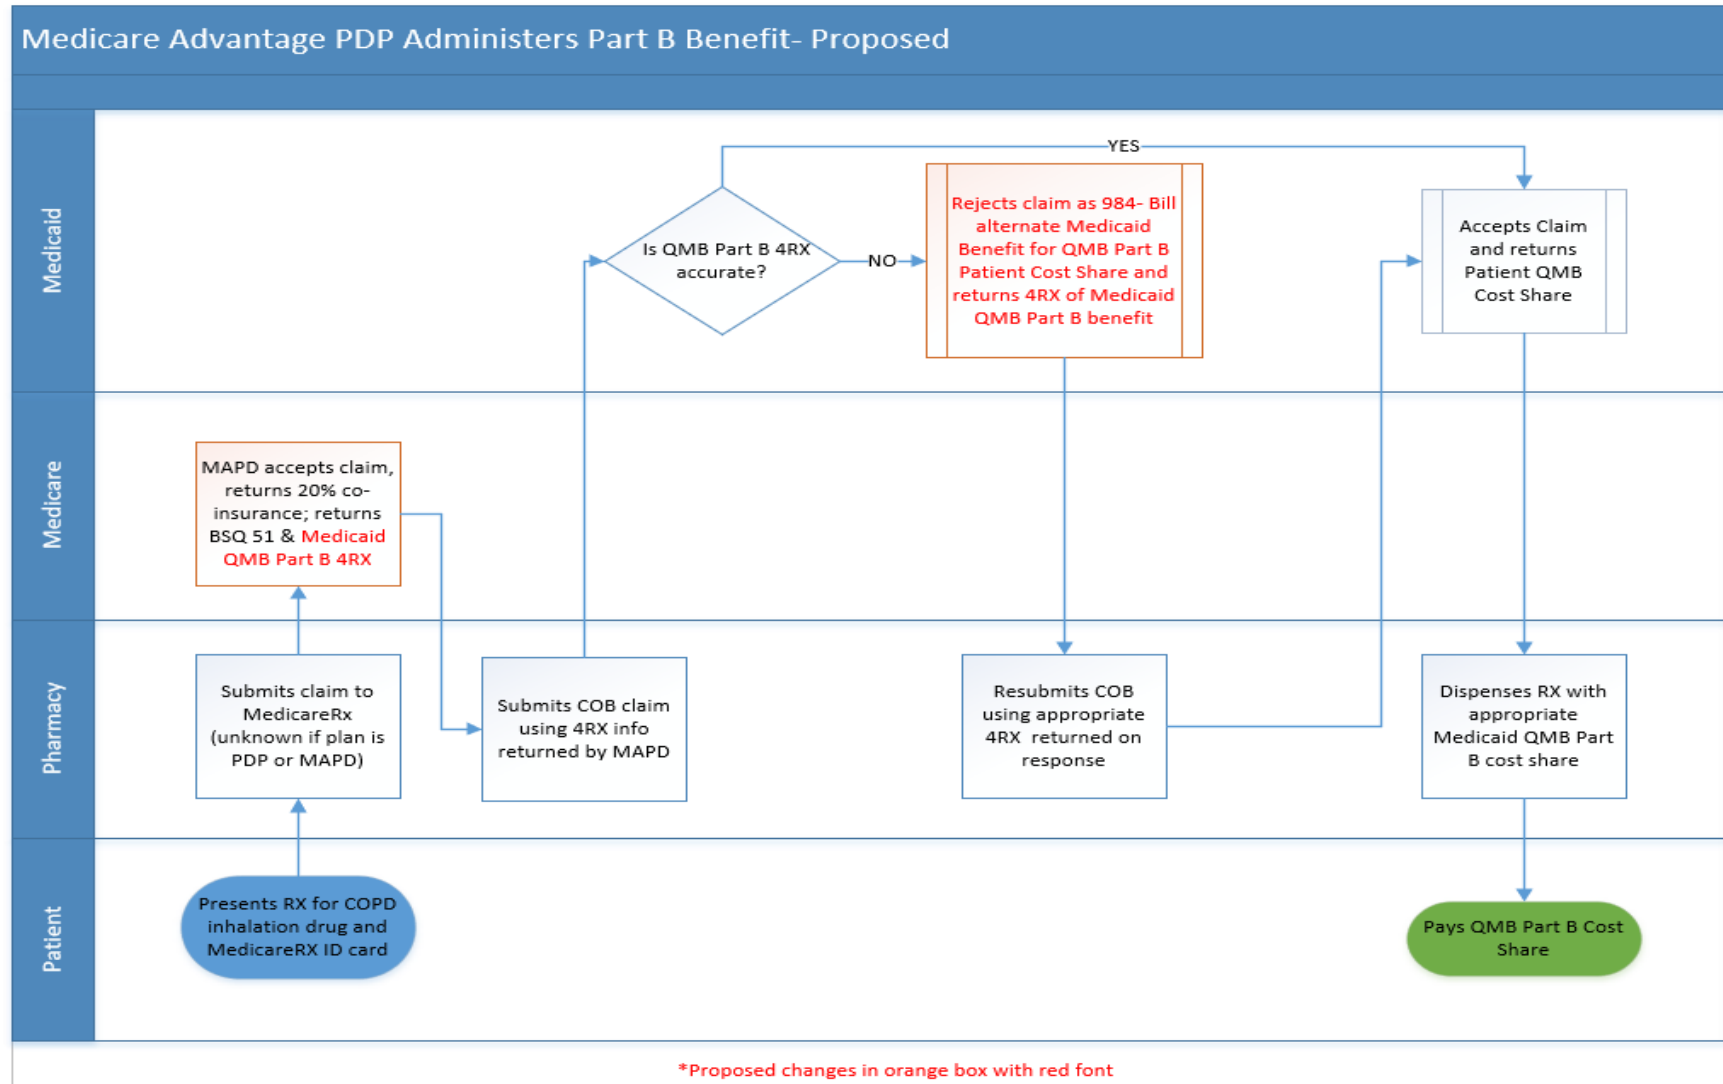 Medicare Advantage PDP Administers Part B Benefit- Proposed
Medicaid
YES
Is QMB Part B 4RX
accurate?
NO
Rejects claim as 984- Bill
alternate Medicaid
Benefit for QMB Part B
Patient Cost Share and
returns 4RX of Medicaid
QMB Part B benefit
Accepts Claim
and returns
Patient QMB
Cost Share
Medicare
MAPD accepts claim,
returns 20% co-
insurance; returns
BSQ 51 & Medicaid
QMB Part B 4RX
Pharmacy
Submits claim to
MedicareRx
(unknown if plan is
PDP or MAPD)
Submits COB claim
using 4RX info
returned by MAPD
Resubmits COB
using appropriate
4RX returned on
response
Dispenses RX with
appropriate
Medicaid QMB Part
B cost share
Patient
Presents RX for COPD
inhalation drug and
MedicareRX ID card
Pays QMB Part B Cost
Share
*Proposed changes in orange box with red font